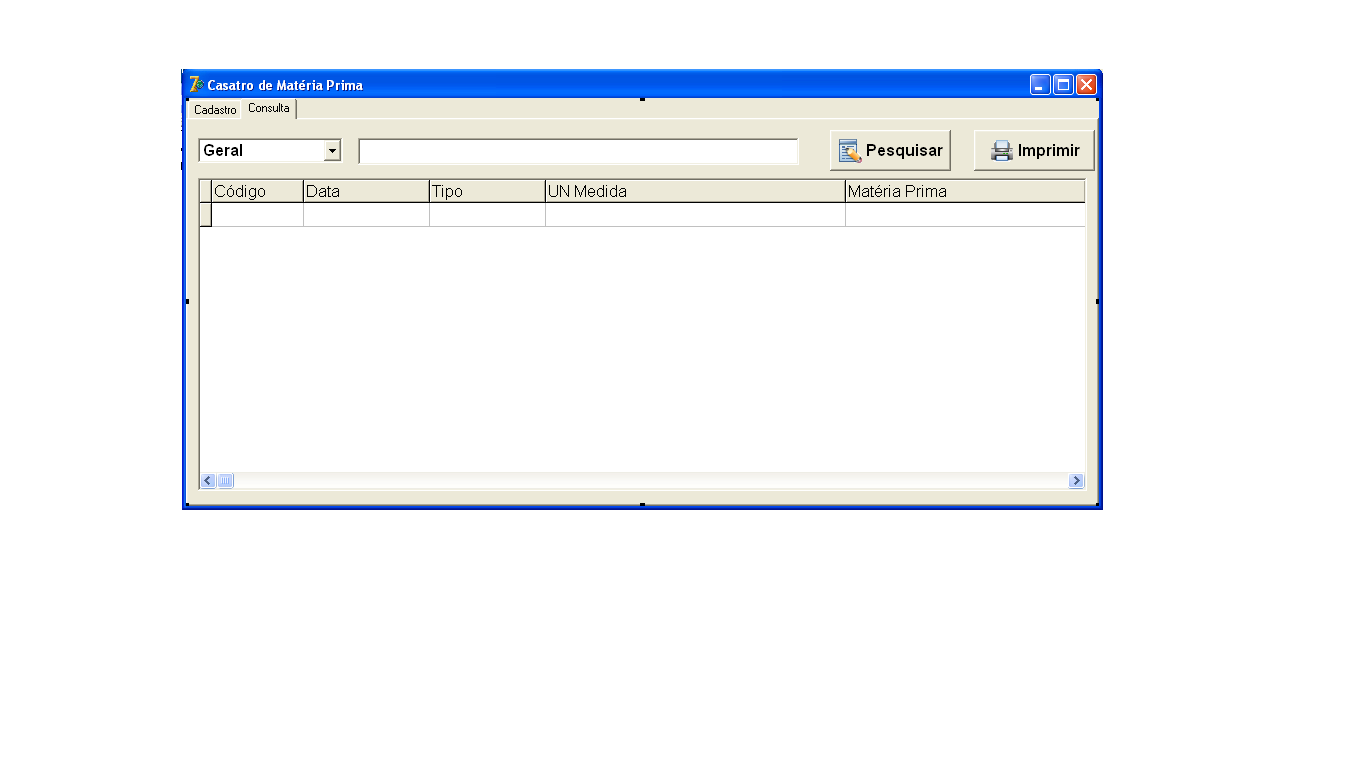 Casatro de Matéria Prima
Cadastro Consulta
Geral Pesquisar Imprimir
Código Data Tipo UN Medida Matéria Prima